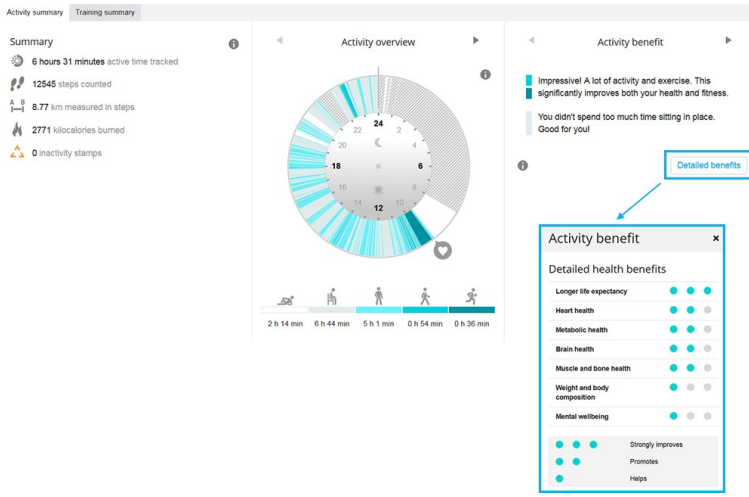 Activity summary
Training summary
Summary
6 hours 31 minutes active time tracked
12545 steps counted
A B
8.77 km measured in steps
2771 kilocalories burned
0 inactivity stamps
Activity overview
24
2
4
6
8
10
12
14
16
18
20
22
2 h 14 min
6 h 44 min
5 h 1 min
0 h 54 min
0 h 36 min
Activity benefit
Impressive! A lot of activity and exercise. This
significantly improves both your health and fitness.
You didn't spend too much time sitting in place.
Good for you!
Detailed benefits
Activity benefit
×
Detailed health benefits
Longer life expectancy
Heart health
Metabolic health
Brain health
Muscle and bone health
Weight and body
composition
Mental wellbeing
Strongly improves
Promotes
Helps